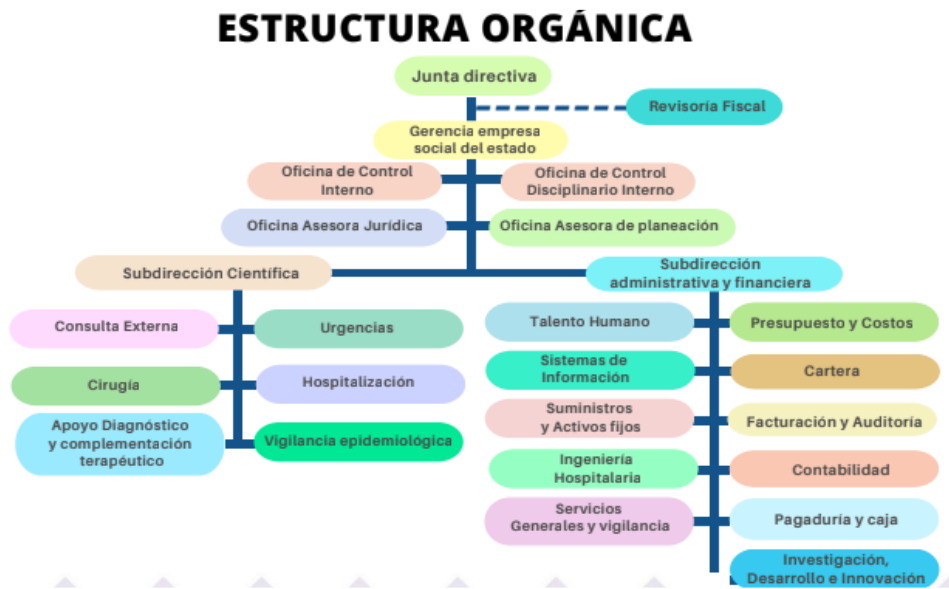 ESTRUCTURA ORGÁNICA
Junta directiva
Revisoría Fiscal
Gerencia empresa
social del estado
Oficina de Control
Interno
Oficina de Control
Disciplinario Interno
Oficina Asesora Jurídica
Oficina Asesora de planeación
Subdirección Científica
Subdirección
administrativa y financiera
Consulta Externa
Urgencias
Cirugía
Hospitalización
Apoyo Diagnóstico
y complementación
terapéutico
Vigilancia epidemiológica
Talento Humano
Presupuesto y Costos
Sistemas de
Información
Cartera
Suministros
y Activos fijos
Facturación y Auditoría
Ingeniería
Hospitalaria
Contabilidad
Servicios
Generales y vigilancia
Pagaduría y caja
Investigación,
Desarrollo e Innovación